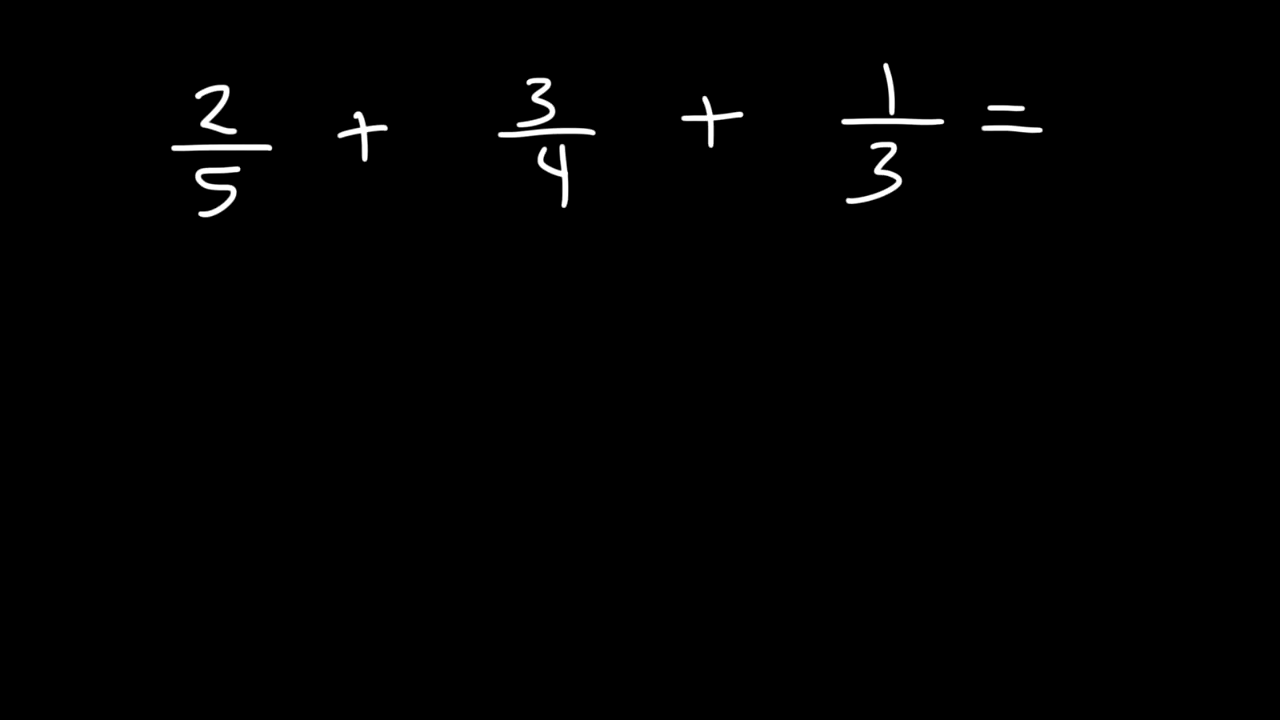 2/5 + 3/4 + 1/3 =